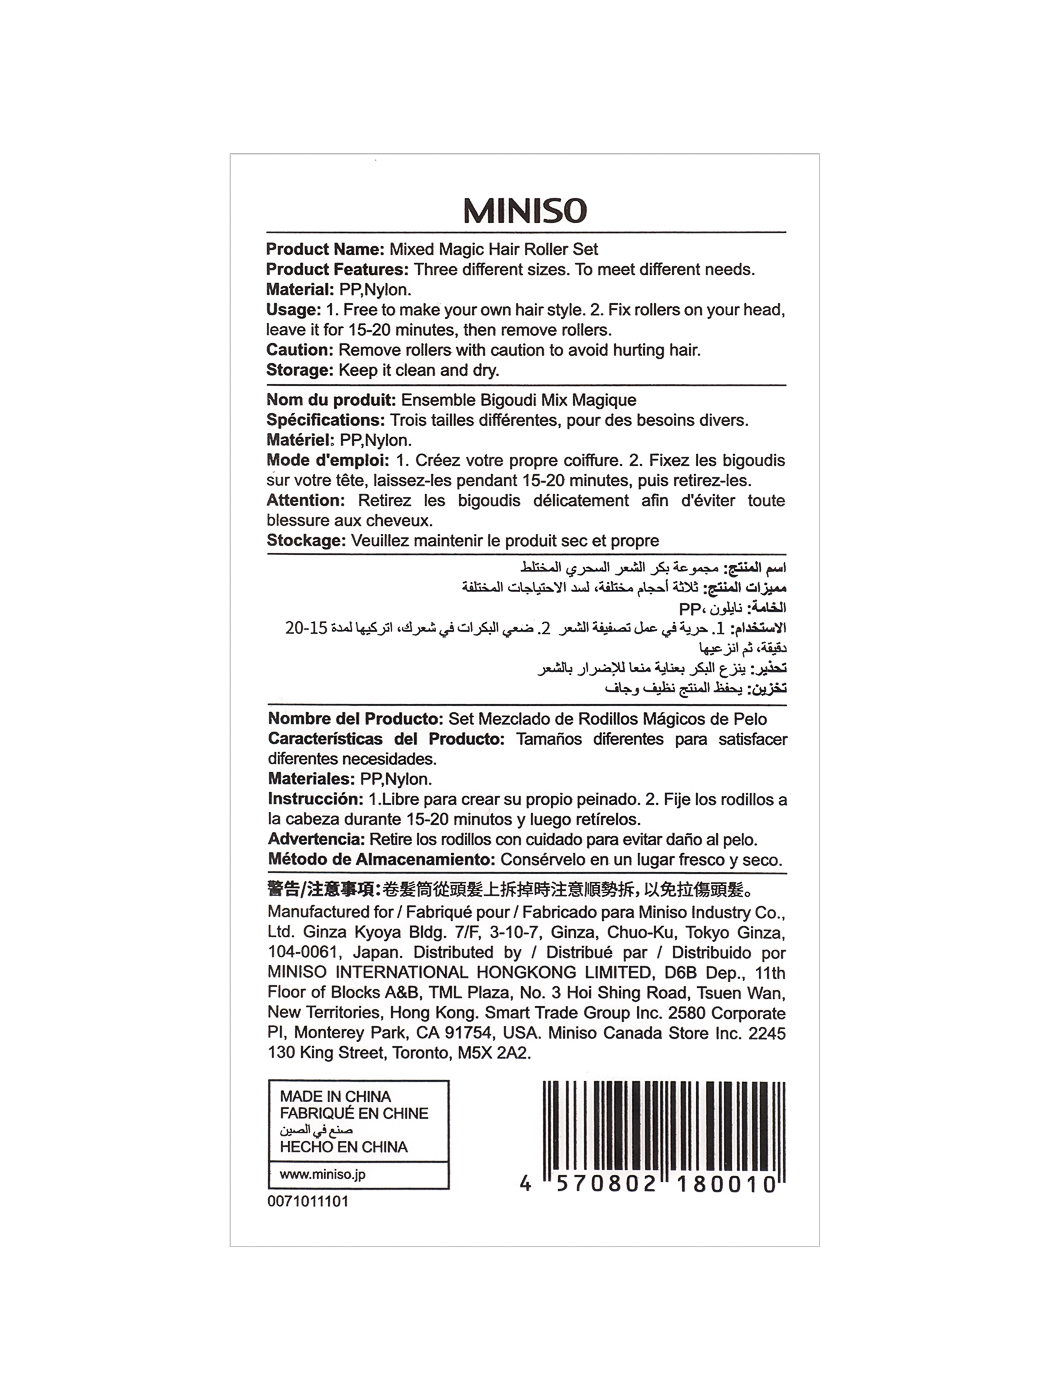 MINISO
Product Name: Mixed Magic Hair Roller Set
Product Features: Three different sizes. To meet different needs.
Material: PP,Nylon.
Usage: 1. Free to make your own hair style. 2. Fix rollers on your head,
leave it for 15-20 minutes, then remove rollers.
Caution: Remove rollers with caution to avoid hurting hair.
Storage: Keep it clean and dry.
Nom du produit: Ensemble Bigoudi Mix Magique
Spécifications: Trois tailles différentes, pour des besoins divers.
Matériel: PP,Nylon.
Mode d'emploi: 1. Créez votre propre coiffure. 2. Fixez les bigoudis
sur votre tête, laissez-les pendant 15-20 minutes, puis retirez-les.
Attention: Retirez les bigoudis délicatement afin d'éviter toute
blessure aux cheveux.
Stockage: Veuillez maintenir le produit sec et propre
اسم المنتج: مجموعة بكر الشعر السحري المختلط
مميزات المنتج: ثلاثة أحجام مختلفة، لسد الاحتياجات المختلفة
الخامة: نايلون ،PP
الاستخدام: 1. حرية في عمل تصفيفة الشعر 2. ضعي البكرات في شعرك، اتركيها لمدة 15-20
دقيقة، ثم انزعيها
تحذير: ينزع البكر بعناية منعا للإضرار بالشعر
تخزين: يحفظ المنتج نظيف وجاف
Nombre del Producto: Set Mezclado de Rodillos Mágicos de Pelo
Características del Producto: Tamaños diferentes para satisfacer
diferentes necesidades.
Materiales: PP,Nylon.
Instrucción: 1.Libre para crear su propio peinado. 2. Fije los rodillos a
la cabeza durante 15-20 minutos y luego retírelos.
Advertencia: Retire los rodillos con cuidado para evitar daño al pelo.
Método de Almacenamiento: Consérvelo en un lugar fresco y seco.
警告/注意事項:卷髮筒從頭髮上拆掉時注意順勢拆，以免拉傷頭髮。
Manufactured for / Fabriqué pour / Fabricado para Miniso Industry Co.,
Ltd. Ginza Kyoya Bldg. 7/F, 3-10-7, Ginza, Chuo-Ku, Tokyo Ginza,
104-0061, Japan. Distributed by / Distribué par / Distribuido por
MINISO INTERNATIONAL HONGKONG LIMITED, D6B Dep., 11th
Floor of Blocks A&B, TML Plaza, No. 3 Hoi Shing Road, Tsuen Wan,
New Territories, Hong Kong. Smart Trade Group Inc. 2580 Corporate
Pl, Monterey Park, CA 91754, USA. Miniso Canada Store Inc. 2245
130 King Street, Toronto, M5X 2A2.
MADE IN CHINA
FABRIQUÉ EN CHINE
صنع في الصين
HECHO EN CHINA
www.miniso.jp
0071011101
4 570802 180010